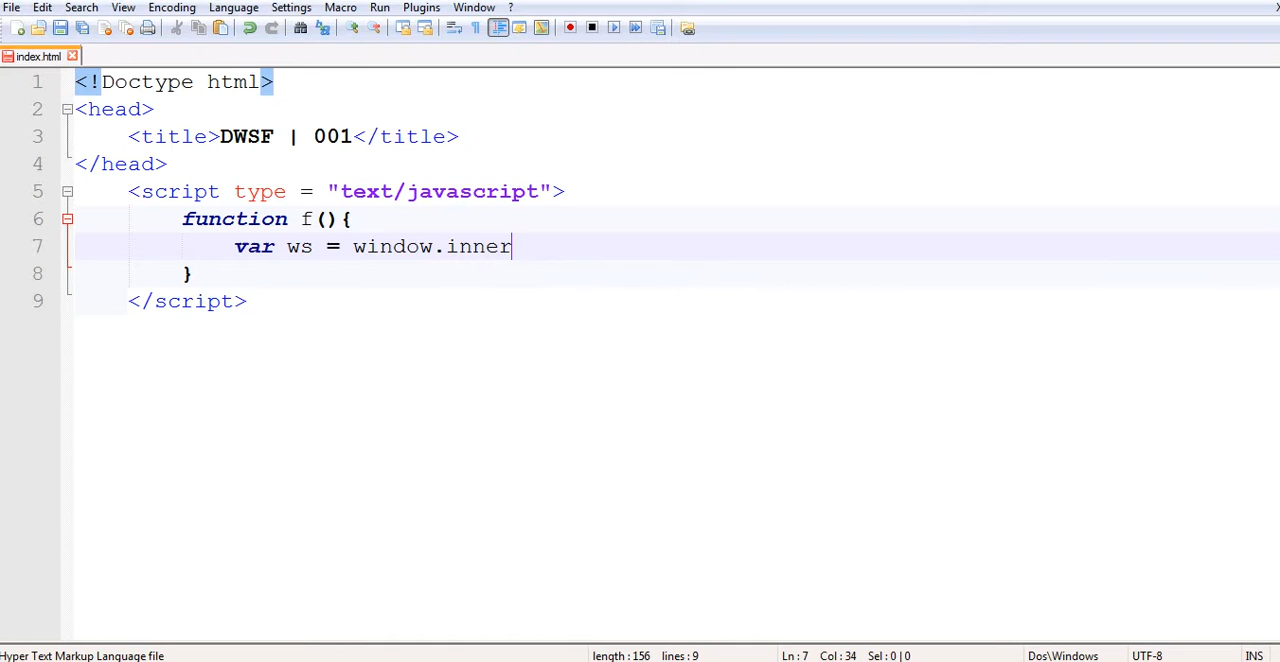 File Edit Search View Encoding Language Settings Macro Run Plugins Window ?
index.html
1 <!Doctype html>
2 <head>
3 <title>DWSF | 001</title>
4 </head>
5 <script type = "text/javascript">
6 function f(){
7 var ws = window.inner
8 }
9 </script>
Hyper Text Markup Language file length : 156 lines : 9 Ln : 7 Col : 34 Sel : 0 | 0 Dos\Windows UTF-8 INS